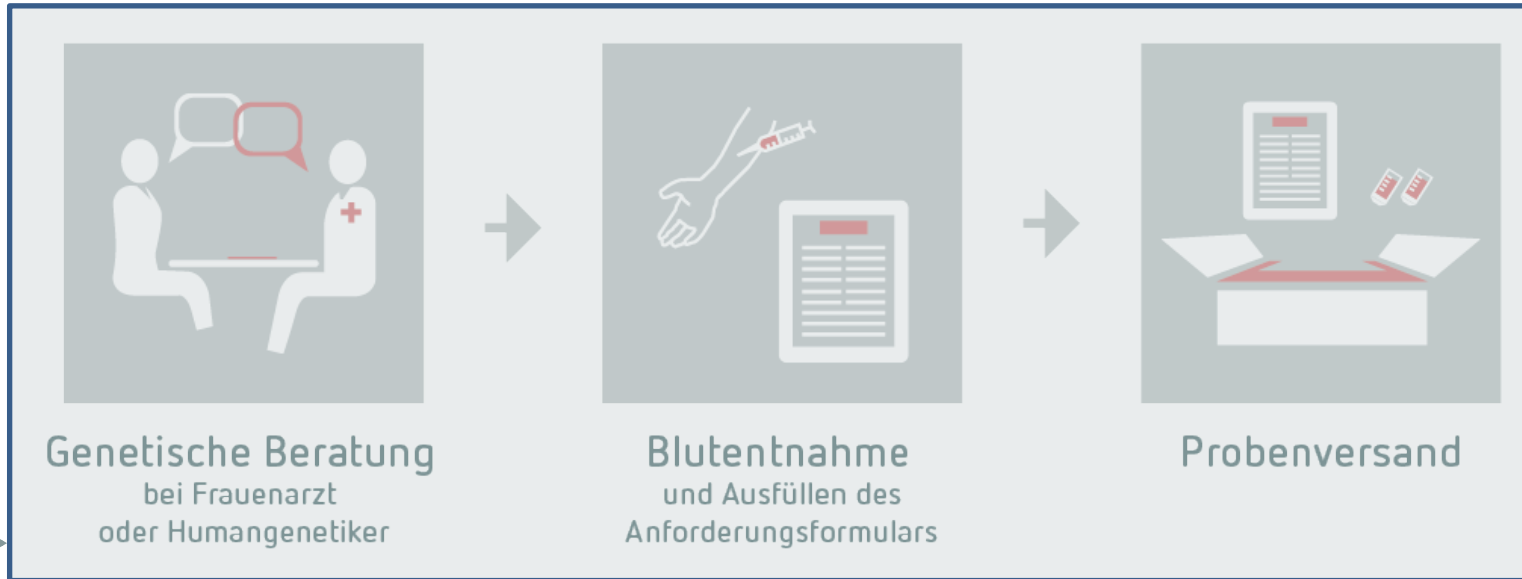 Genetische Beratung
bei Frauenarzt
oder Humangenetiker
Blutentnahme
und Ausfüllen des
Anforderungsformulars
Probenversand